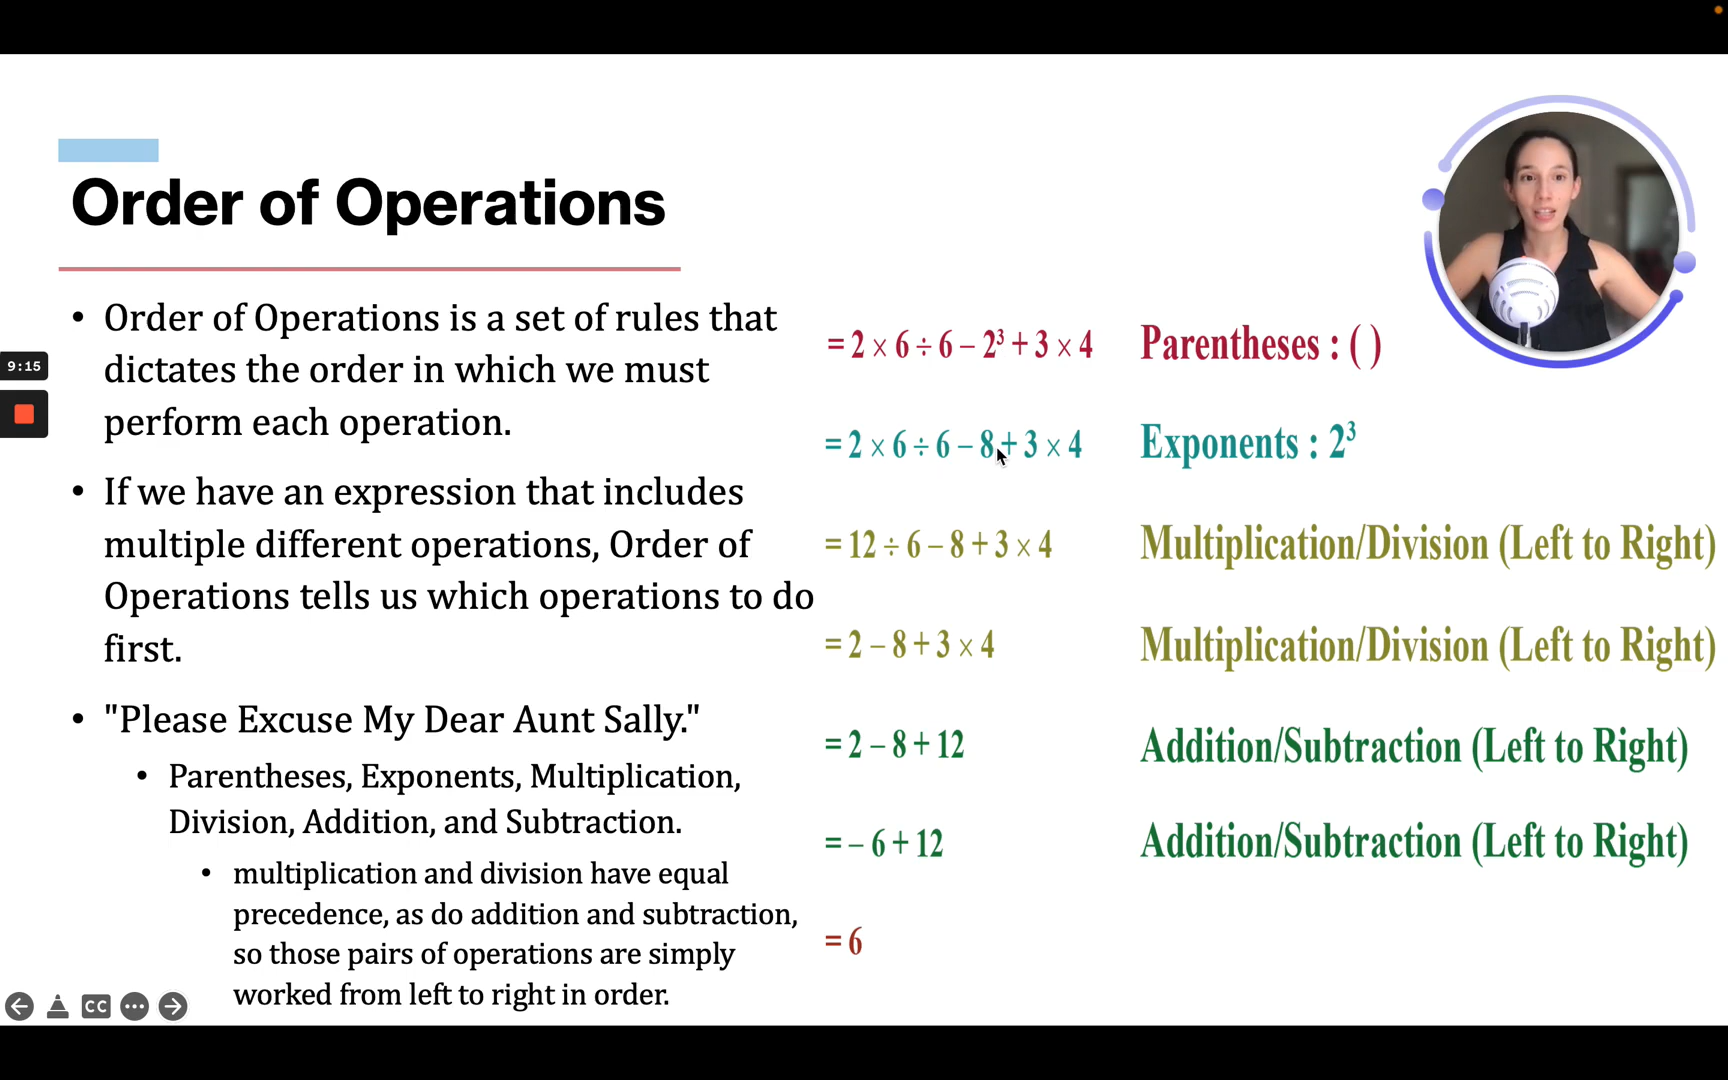 Order of Operations
• Order of Operations is a set of rules that
dictates the order in which we must
perform each operation.
• If we have an expression that includes
multiple different operations, Order of
Operations tells us which operations to do
first.
• "Please Excuse My Dear Aunt Sally."
• Parentheses, Exponents, Multiplication,
Division, Addition, and Subtraction.
• multiplication and division have equal
precedence, as do addition and subtraction,
so those pairs of operations are simply
worked from left to right in order.
= 2 × 6 ÷ 6 – 2³ + 3 × 4 Parentheses : ( )
= 2 × 6 ÷ 6 – 8 + 3 × 4 Exponents : 2³
= 12 ÷ 6 – 8 + 3 × 4 Multiplication/Division (Left to Right)
= 2 – 8 + 3 × 4 Multiplication/Division (Left to Right)
= 2 – 8 + 12 Addition/Subtraction (Left to Right)
= – 6 + 12 Addition/Subtraction (Left to Right)
= 6
9:15
CC